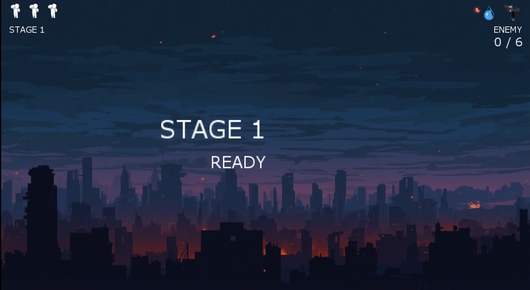 STAGE 1
ENEMY
0 / 6
STAGE 1
READY